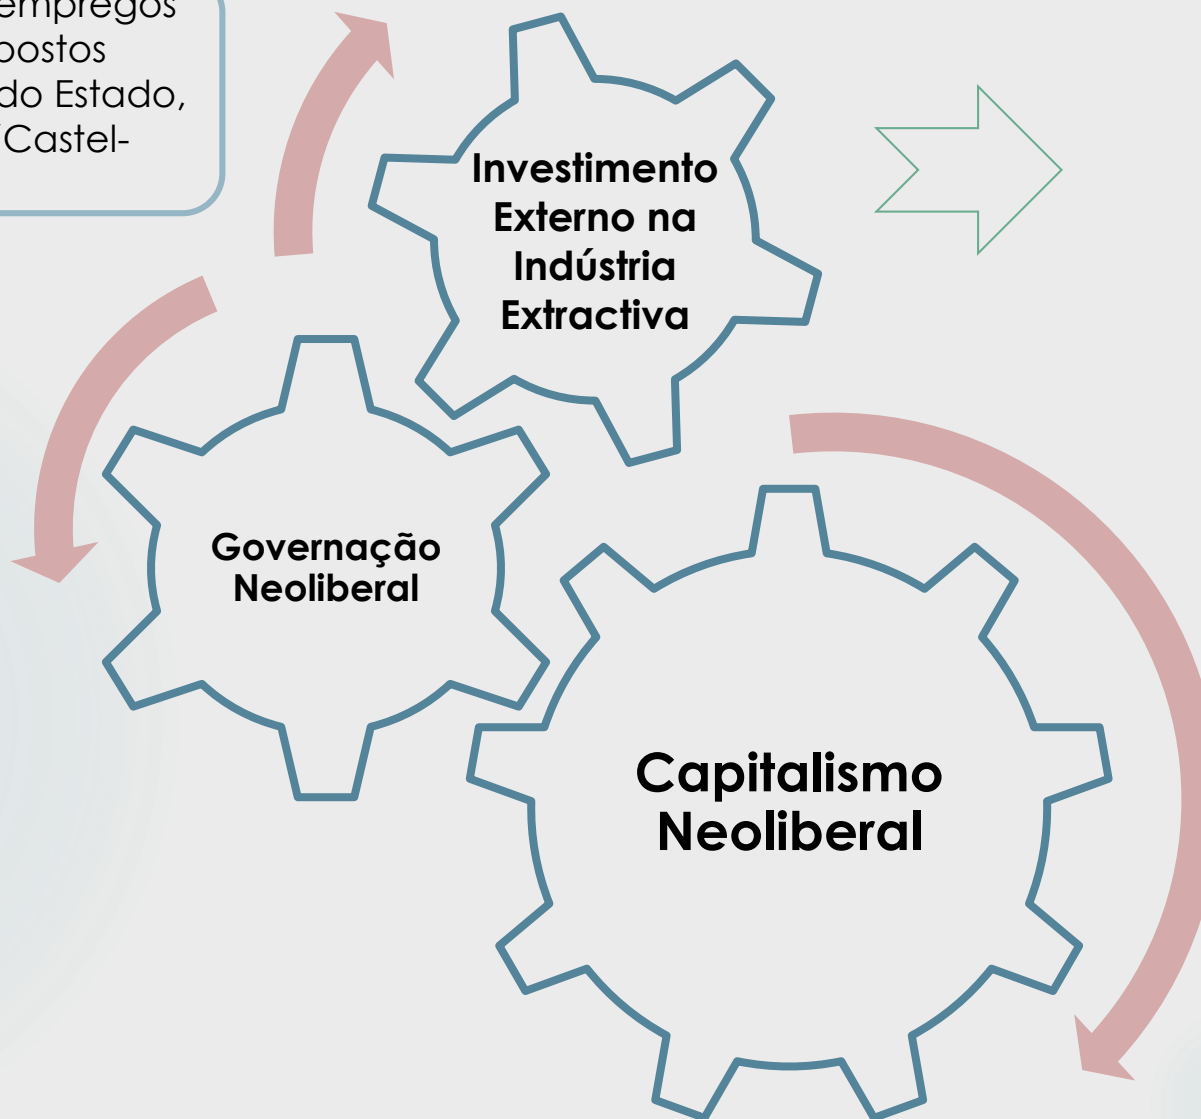 empregos
postos
do Estado,
(Castel-
Investimento
Externo na
Indústria
Extractiva
Governação
Neoliberal
Capitalismo
Neoliberal